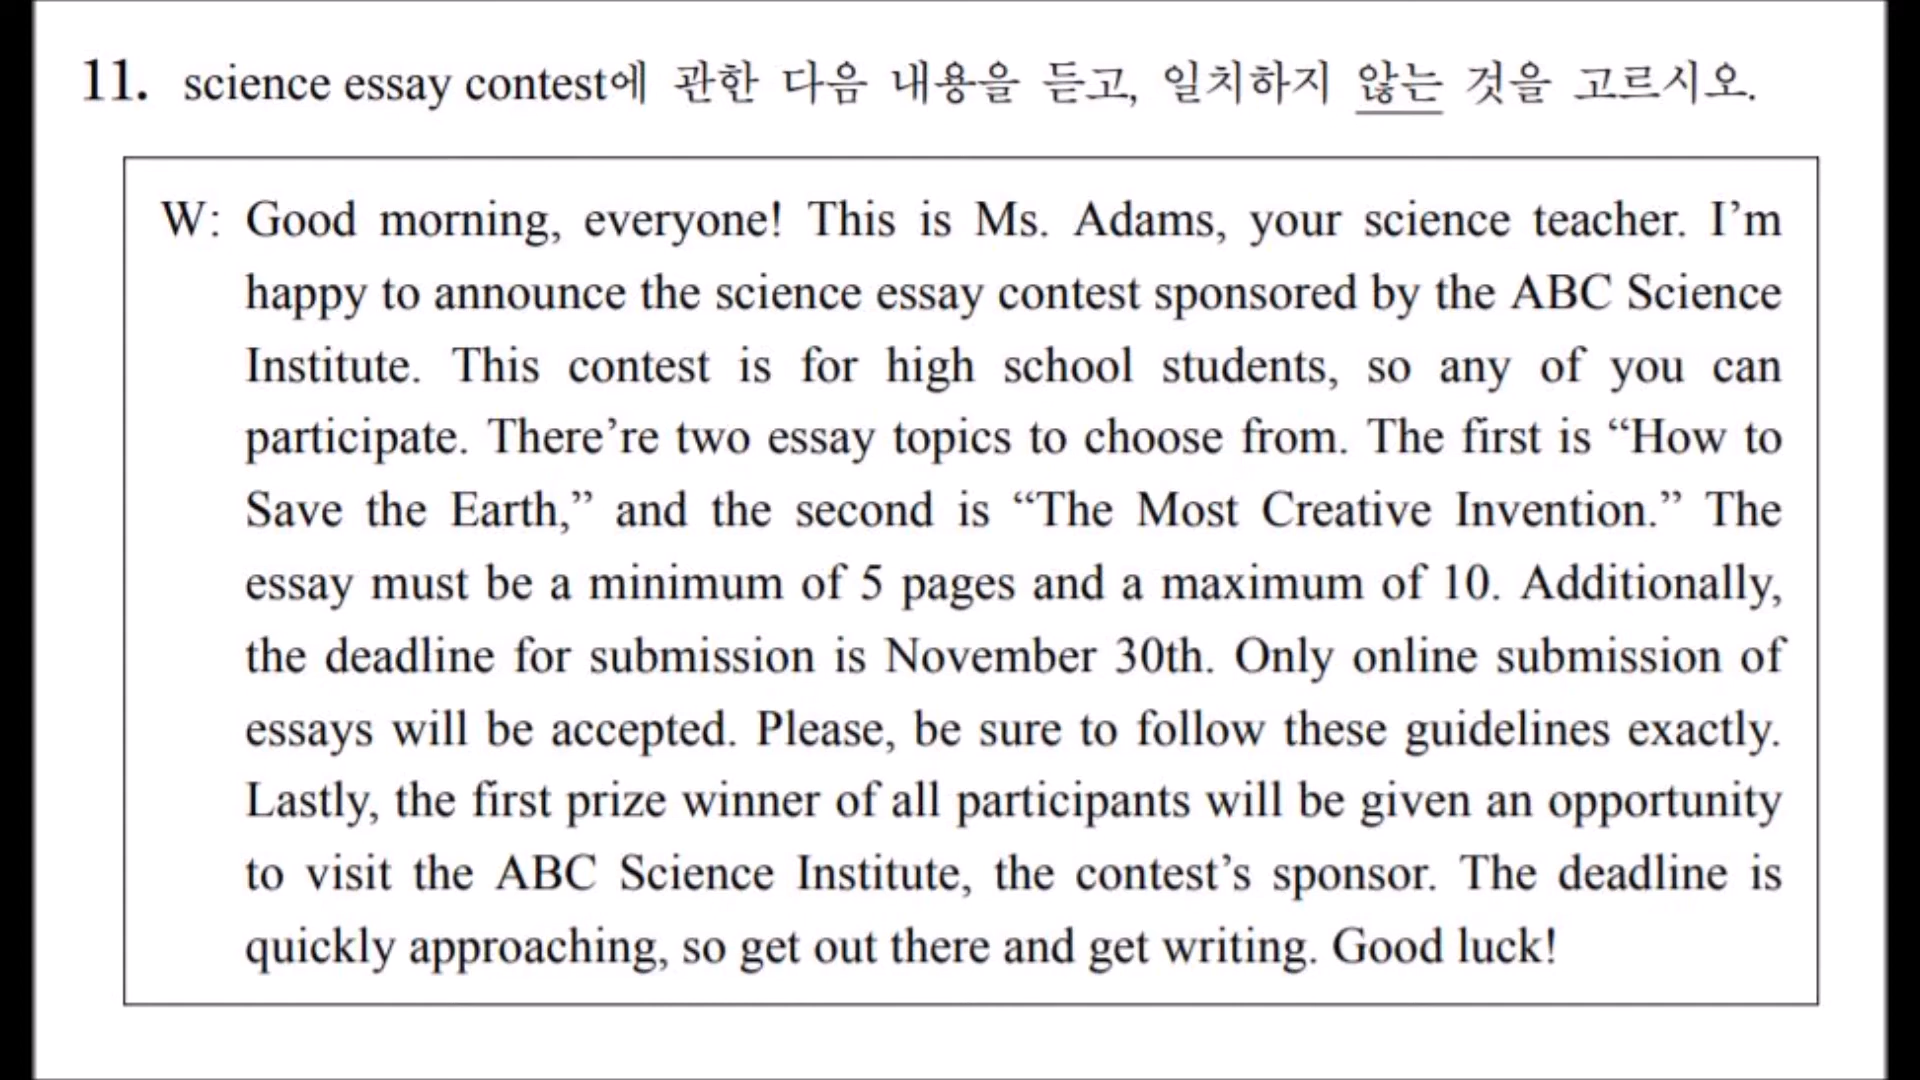 11. science essay contest에 관한 다음 내용을 듣고, 일치하지 않는 것을 고르시오.
W: Good morning, everyone! This is Ms. Adams, your science teacher. I’m
happy to announce the science essay contest sponsored by the ABC Science
Institute. This contest is for high school students, so any of you can
participate. There’re two essay topics to choose from. The first is “How to
Save the Earth,” and the second is “The Most Creative Invention.” The
essay must be a minimum of 5 pages and a maximum of 10. Additionally,
the deadline for submission is November 30th. Only online submission of
essays will be accepted. Please, be sure to follow these guidelines exactly.
Lastly, the first prize winner of all participants will be given an opportunity
to visit the ABC Science Institute, the contest’s sponsor. The deadline is
quickly approaching, so get out there and get writing. Good luck!